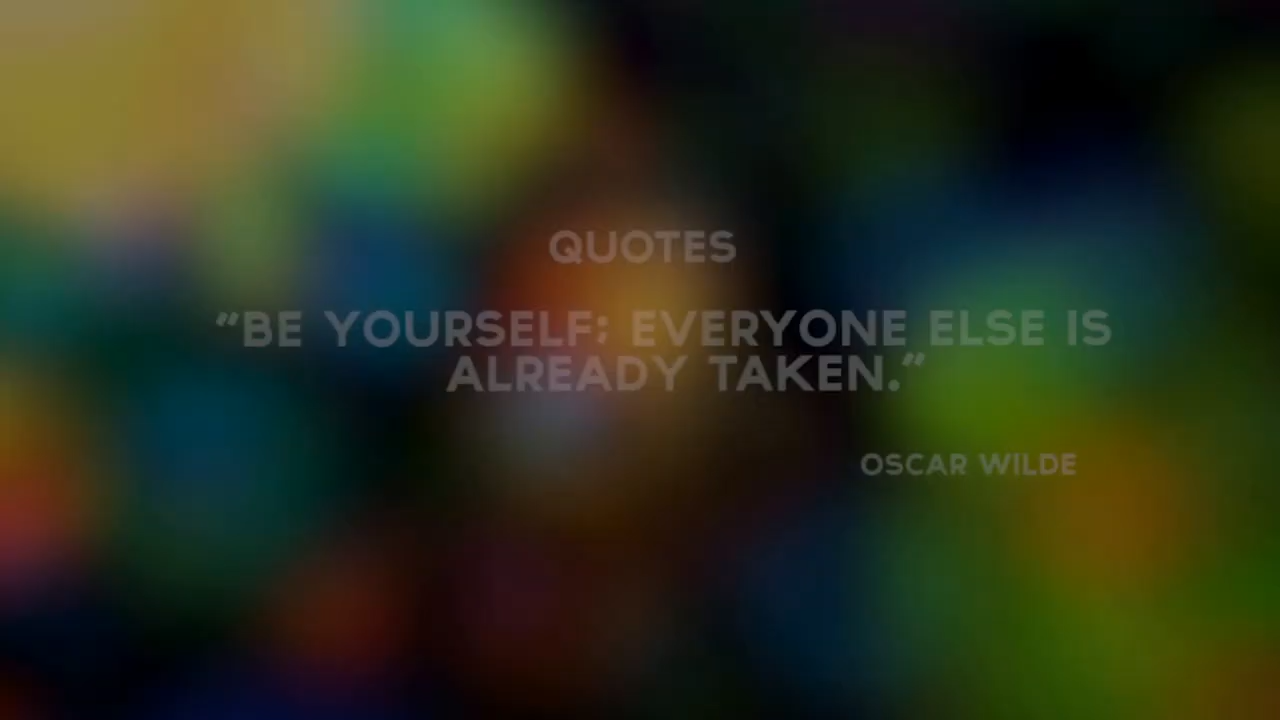 QUOTES
“BE YOURSELF; EVERYONE ELSE IS
ALREADY TAKEN.”
OSCAR WILDE